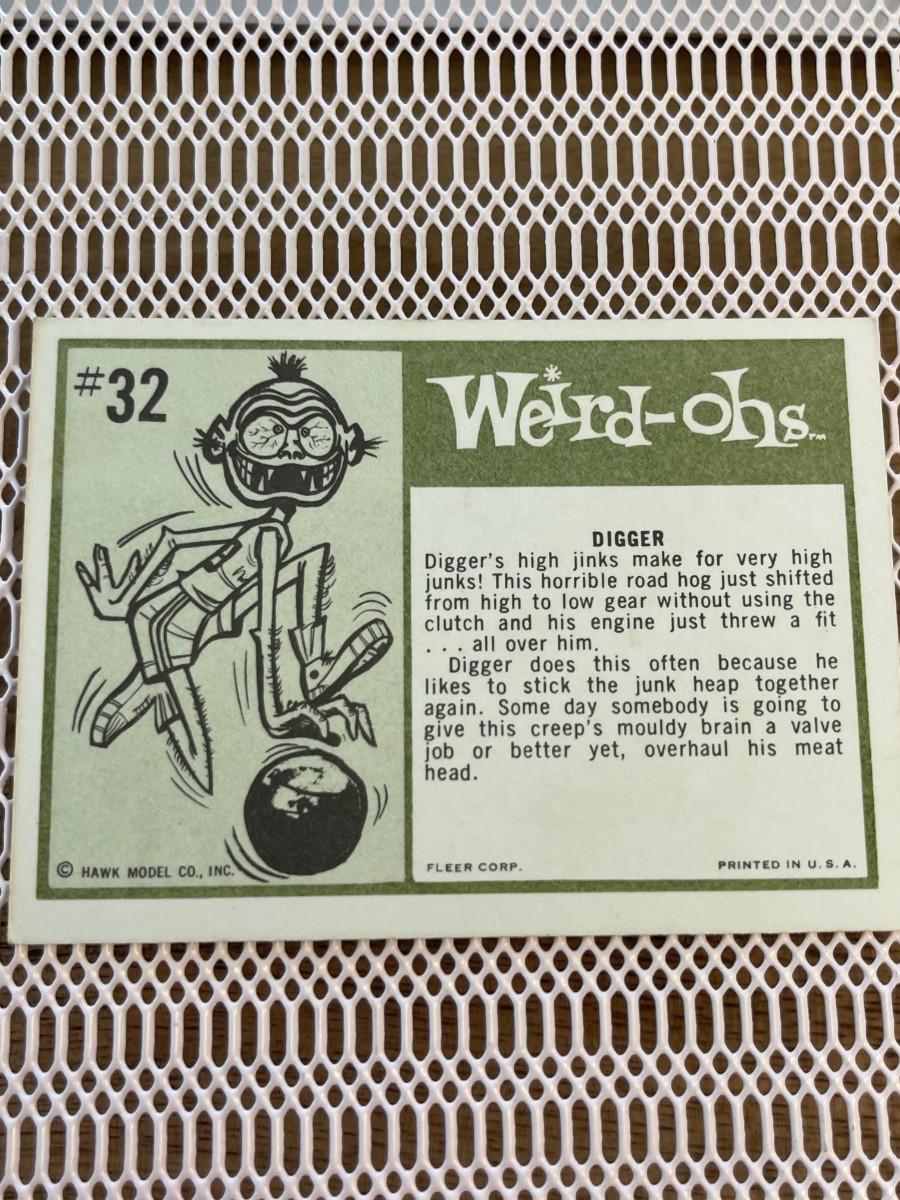 #32
Weird-ohs™
DIGGER
Digger's high jinks make for very high
junks! This horrible road hog just shifted
from high to low gear without using the
clutch and his engine just threw a fit
. . . all over him.
Digger does this often because he
likes to stick the junk heap together
again. Some day somebody is going to
give this creep's mouldy brain a valve
job or better yet, overhaul his meat
head.
© HAWK MODEL CO., INC.
FLEER CORP.
PRINTED IN U. S. A.